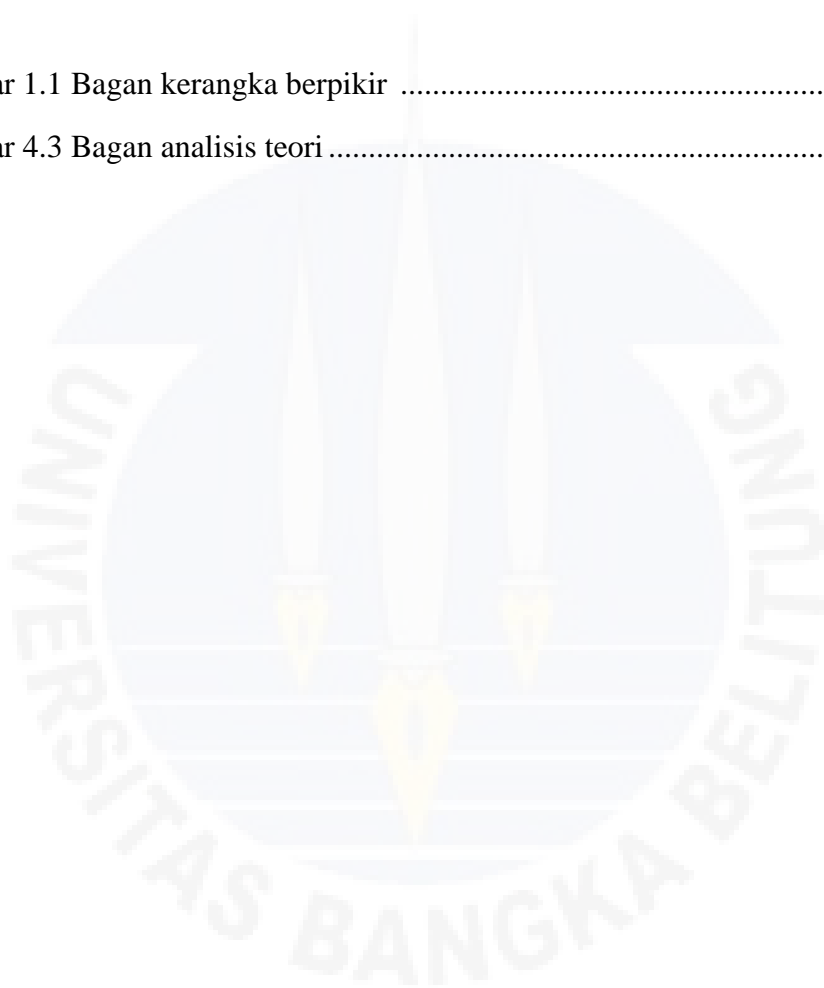 ar 1.1 Bagan kerangka berpikir ....................................................
ar 4.3 Bagan analisis teori.............................................................
UNIVERSITAS BANGKA BELITUNG